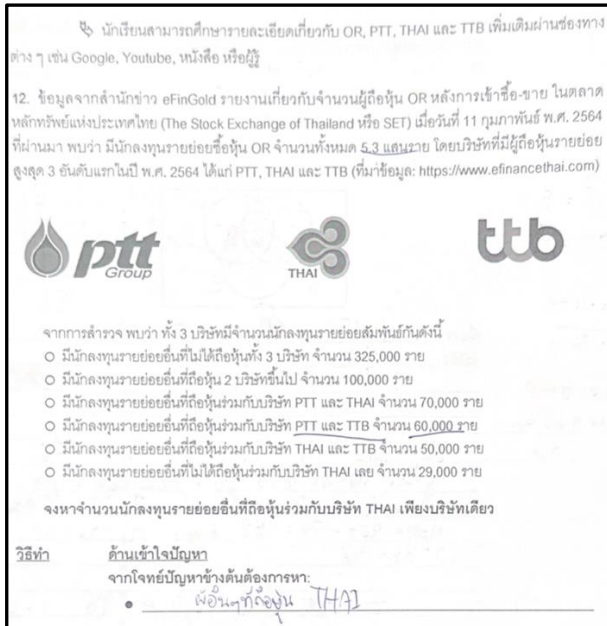 นักเรียนสามารถศึกษารายละเอียดเกี่ยวกับ OR, PTT, THAI และ TTB เพิ่มเติมผ่านช่องทาง
ต่าง ๆ เช่น Google, Youtube, หนังสือ หรือผู้รู้
12. ข้อมูลจากสำนักข่าว eFinGold รายงานเกี่ยวกับจำนวนผู้ถือหุ้น OR หลังการเข้าซื้อ-ขาย ในตลาด
หลักทรัพย์แห่งประเทศไทย (The Stock Exchange of Thailand หรือ SET) เมื่อวันที่ 11 กุมภาพันธ์ พ.ศ. 2564
ที่ผ่านมา พบว่า มีนักลงทุนรายย่อยซื้อหุ้น OR จำนวนทั้งหมด 5.3 แสนราย โดยบริษัทที่มีผู้ถือหุ้นรายย่อย
สูงสุด 3 อันดับแรกในปี พ.ศ. 2564 ได้แก่ PTT, THAI และ TTB (ที่มาข้อมูล: https://www.efinancethai.com)
ptt
Group
THAI
ttb
จากการสำรวจ พบว่า ทั้ง 3 บริษัทมีจำนวนนักลงทุนรายย่อยสัมพันธ์กันดังนี้
○ มีนักลงทุนรายย่อยอื่นที่ไม่ได้ถือหุ้นทั้ง 3 บริษัท จำนวน 325,000 ราย
○ มีนักลงทุนรายย่อยอื่นที่ถือหุ้น 2 บริษัทขึ้นไป จำนวน 100,000 ราย
○ มีนักลงทุนรายย่อยอื่นที่ถือหุ้นร่วมกับบริษัท PTT และ THAI จำนวน 70,000 ราย
○ มีนักลงทุนรายย่อยอื่นที่ถือหุ้นร่วมกับบริษัท PTT และ TTB จำนวน 60,000 ราย
○ มีนักลงทุนรายย่อยอื่นที่ถือหุ้นร่วมกับบริษัท THAI และ TTB จำนวน 50,000 ราย
○ มีนักลงทุนรายย่อยอื่นที่ไม่ได้ถือหุ้นร่วมกับบริษัท THAI เลย จำนวน 29,000 ราย
จงหาจำนวนนักลงทุนรายย่อยอื่นที่ถือหุ้นร่วมกับบริษัท THAI เพียงบริษัทเดียว
วิธีทำ ด้านเข้าใจปัญหา
จากโจทย์ปัญหาข้างต้นต้องการหา:
• ผู้อื่นๆที่ถือหุ้น THAI